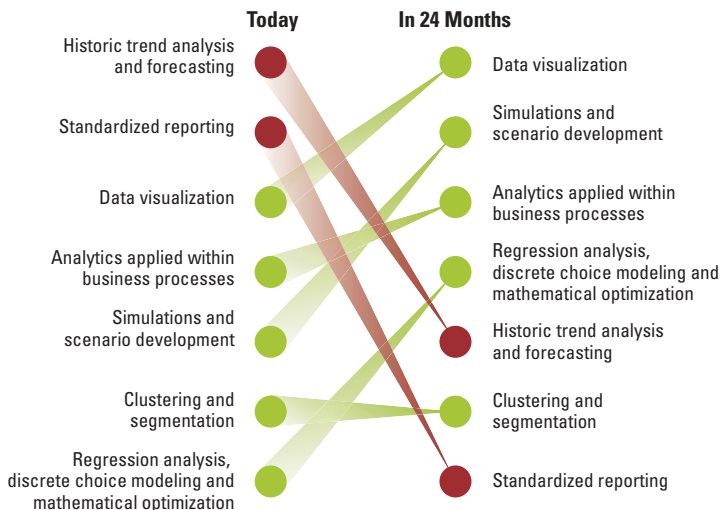 Today
In 24 Months
Historic trend analysis
and forecasting
Standardized reporting
Data visualization
Analytics applied within
business processes
Simulations and
scenario development
Clustering and
segmentation
Regression analysis,
discrete choice modeling and
mathematical optimization
Data visualization
Simulations and
scenario development
Analytics applied within
business processes
Regression analysis,
discrete choice modeling and
mathematical optimization
Historic trend analysis
and forecasting
Clustering and
segmentation
Standardized reporting